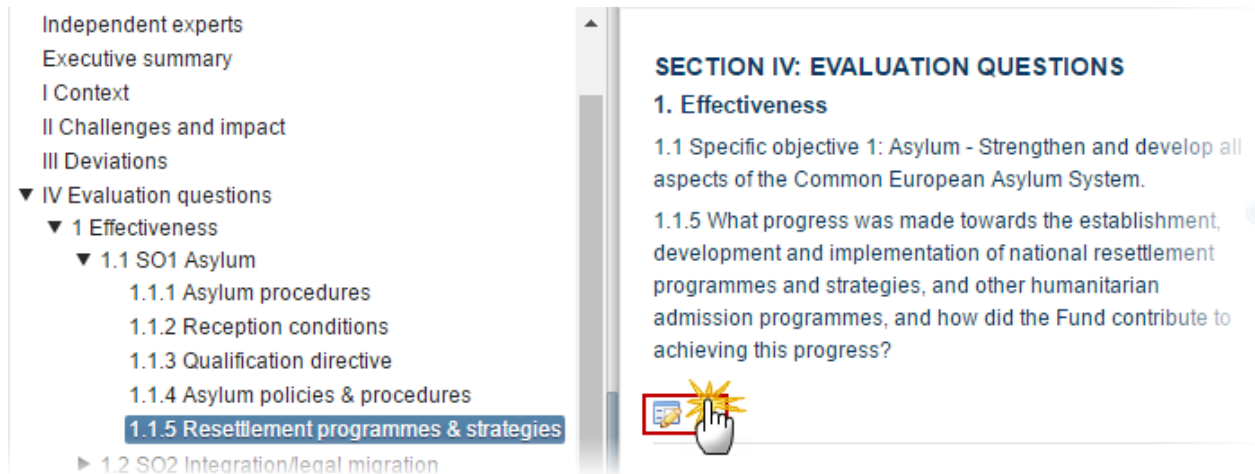 Independent experts
Executive summary
I Context
II Challenges and impact
III Deviations
IV Evaluation questions
1 Effectiveness
1.1 SO1 Asylum
1.1.1 Asylum procedures
1.1.2 Reception conditions
1.1.3 Qualification directive
1.1.4 Asylum policies & procedures
1.1.5 Resettlement programmes & strategies
1.2 SO2 Integration/legal migration
SECTION IV: EVALUATION QUESTIONS
1. Effectiveness
1.1 Specific objective 1: Asylum - Strengthen and develop all
aspects of the Common European Asylum System.
1.1.5 What progress was made towards the establishment,
development and implementation of national resettlement
programmes and strategies, and other humanitarian
admission programmes, and how did the Fund contribute to
achieving this progress?